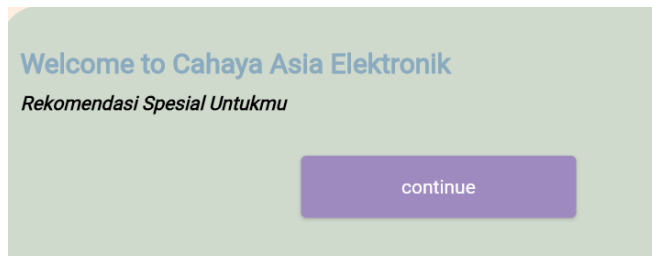 Welcome to Cahaya Asia Elektronik
Rekomendasi Spesial Untukmu
continue